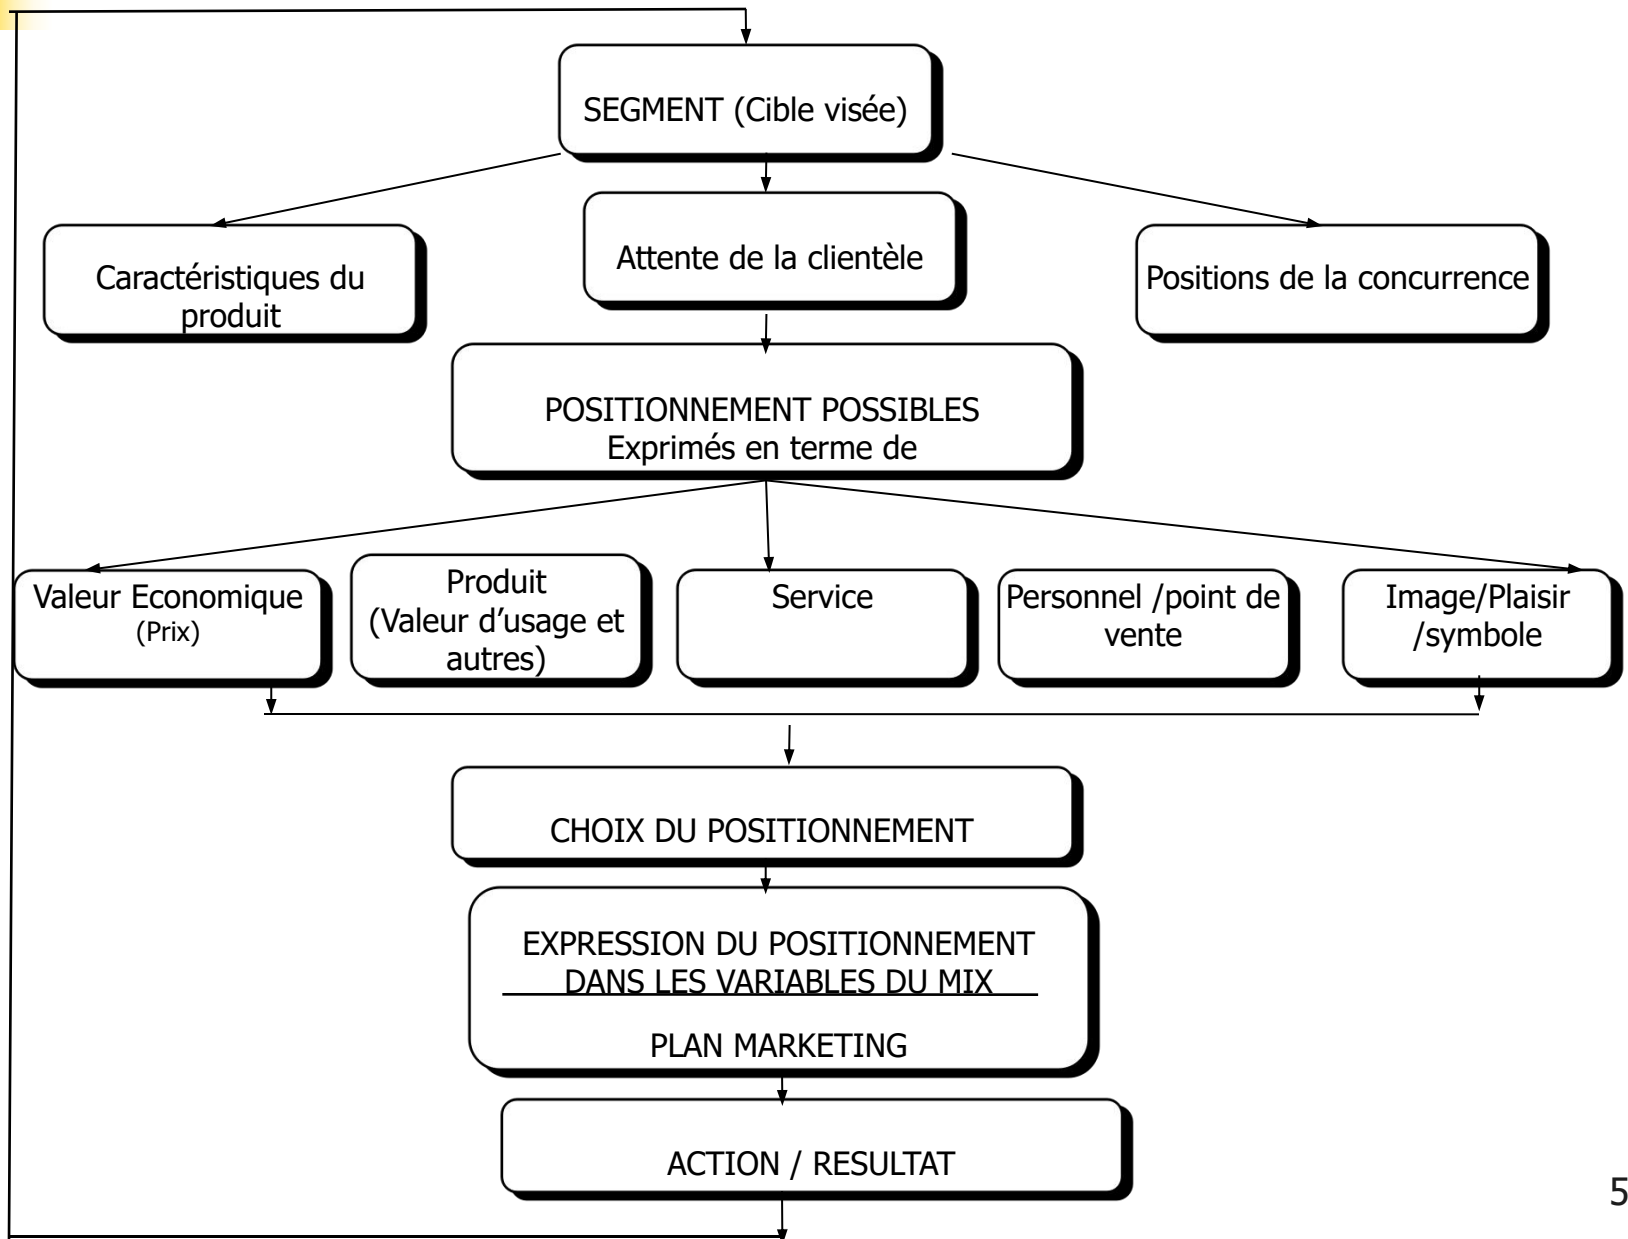 SEGMENT (Cible visée)
Caractéristiques du
produit
Attente de la clientèle
Positions de la concurrence
POSITIONNEMENT POSSIBLES
Exprimés en terme de
Valeur Economique
(Prix)
Produit
(Valeur d’usage et
autres)
Service
Personnel /point de
vente
Image/Plaisir
/symbole
CHOIX DU POSITIONNEMENT
EXPRESSION DU POSITIONNEMENT
DANS LES VARIABLES DU MIX
PLAN MARKETING
ACTION / RESULTAT
5